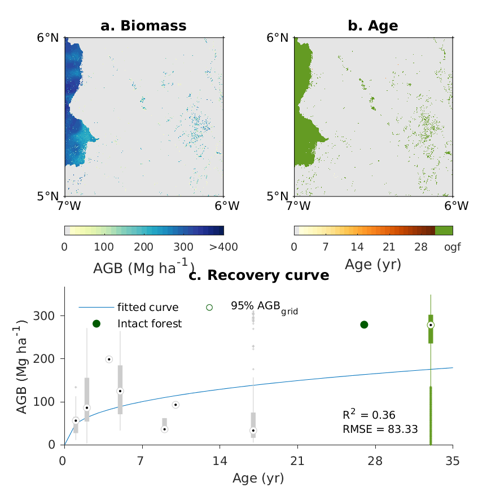 a. Biomass
b. Age
6°N
6°N
5°N
5°N
7°W
6°W
7°W
6°W
0 100 200 300 >400
AGB (Mg ha-1)
0 7 14 21 28 ogf
Age (yr)
c. Recovery curve
fitted curve
95% AGBgrid
Intact forest
300
200
100
0
AGB (Mg ha-1)
R2 = 0.36
RMSE = 83.33
0 7 14 21 28 35
Age (yr)